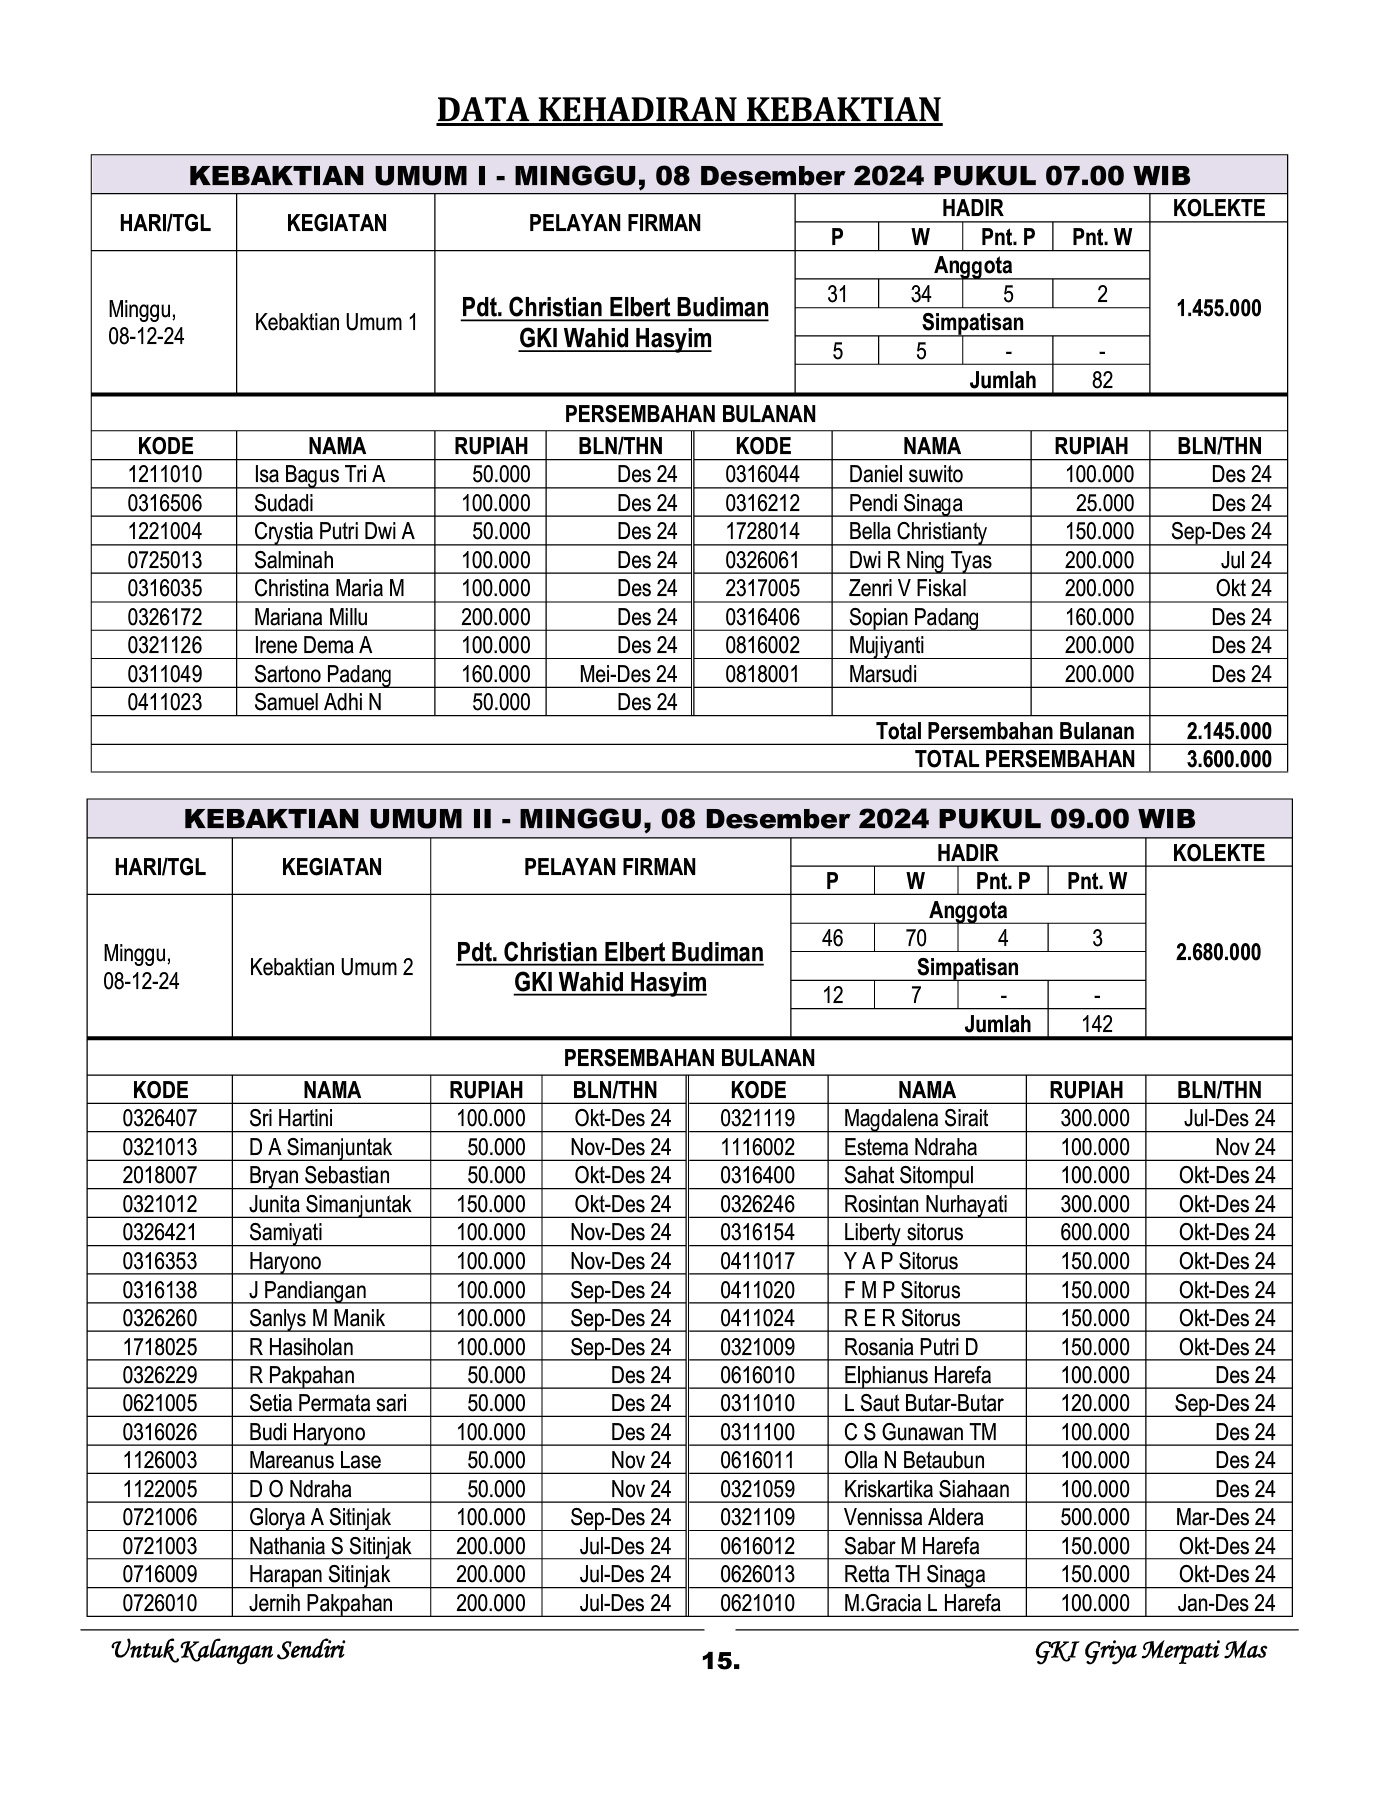 DATA KEHADIRAN KEBAKTIAN
KEBAKTIAN UMUM I - MINGGU, 08 Desember 2024 PUKUL 07.00 WIB
HARI/TGL KEGIATAN PELAYAN FIRMAN HADIR KOLEKTE
P W Pnt. P Pnt. W
Minggu, 08-12-24 Kebaktian Umum 1 Pdt. Christian Elbert Budiman GKI Wahid Hasyim Anggota 1.455.000
31 34 5 2
Simpatisan
5 5 - -
Jumlah 82
PERSEMBAHAN BULANAN
KODE NAMA RUPIAH BLN/THN KODE NAMA RUPIAH BLN/THN
1211010 Isa Bagus Tri A 50.000 Des 24 0316044 Daniel suwito 100.000 Des 24
0316506 Sudadi 100.000 Des 24 0316212 Pendi Sinaga 25.000 Des 24
1221004 Crystia Putri Dwi A 50.000 Des 24 1728014 Bella Christianty 150.000 Sep-Des 24
0725013 Salminah 100.000 Des 24 0326061 Dwi R Ning Tyas 200.000 Jul 24
0316035 Christina Maria M 100.000 Des 24 2317005 Zenri V Fiskal 200.000 Okt 24
0326172 Mariana Millu 200.000 Des 24 0316406 Sopian Padang 160.000 Des 24
0321126 Irene Dema A 100.000 Des 24 0816002 Mujiyanti 200.000 Des 24
0311049 Sartono Padang 160.000 Mei-Des 24 0818001 Marsudi 200.000 Des 24
0411023 Samuel Adhi N 50.000 Des 24
Total Persembahan Bulanan 2.145.000
TOTAL PERSEMBAHAN 3.600.000
KEBAKTIAN UMUM II - MINGGU, 08 Desember 2024 PUKUL 09.00 WIB
HARI/TGL KEGIATAN PELAYAN FIRMAN HADIR KOLEKTE
P W Pnt. P Pnt. W
Minggu, 08-12-24 Kebaktian Umum 2 Pdt. Christian Elbert Budiman GKI Wahid Hasyim Anggota 2.680.000
46 70 4 3
Simpatisan
12 7 - -
Jumlah 142
PERSEMBAHAN BULANAN
KODE NAMA RUPIAH BLN/THN KODE NAMA RUPIAH BLN/THN
0326407 Sri Hartini 100.000 Okt-Des 24 0321119 Magdalena Sirait 300.000 Jul-Des 24
0321013 D A Simanjuntak 50.000 Nov-Des 24 1116002 Estema Ndraha 100.000 Nov 24
2018007 Bryan Sebastian 50.000 Okt-Des 24 0316400 Sahat Sitompul 100.000 Okt-Des 24
0321012 Junita Simanjuntak 150.000 Okt-Des 24 0326246 Rosintan Nurhayati 300.000 Okt-Des 24
0326421 Samiyati 100.000 Nov-Des 24 0316154 Liberty sitorus 600.000 Okt-Des 24
0316353 Haryono 100.000 Nov-Des 24 0411017 Y A P Sitorus 150.000 Okt-Des 24
0316138 J Pandiangan 100.000 Sep-Des 24 0411020 F M P Sitorus 150.000 Okt-Des 24
0326260 Sanlys M Manik 100.000 Sep-Des 24 0411024 R E R Sitorus 150.000 Okt-Des 24
1718025 R Hasiholan 100.000 Sep-Des 24 0321009 Rosania Putri D 150.000 Okt-Des 24
0326229 R Pakpahan 50.000 Des 24 0616010 Elphianus Harefa 100.000 Des 24
0621005 Setia Permata sari 50.000 Des 24 0311010 L Saut Butar-Butar 120.000 Sep-Des 24
0316026 Budi Haryono 100.000 Des 24 0311100 C S Gunawan TM 100.000 Des 24
1126003 Mareanus Lase 50.000 Nov 24 0616011 Olla N Betaubun 100.000 Des 24
1122005 D O Ndraha 50.000 Nov 24 0321059 Kriskartika Siahaan 100.000 Des 24
0721006 Glorya A Sitinjak 100.000 Sep-Des 24 0321109 Vennissa Aldera 500.000 Mar-Des 24
0721003 Nathania S Sitinjak 200.000 Jul-Des 24 0616012 Sabar M Harefa 150.000 Okt-Des 24
0716009 Harapan Sitinjak 200.000 Jul-Des 24 0626013 Retta TH Sinaga 150.000 Okt-Des 24
0726010 Jernih Pakpahan 200.000 Jul-Des 24 0621010 M.Gracia L Harefa 100.000 Jan-Des 24
Untuk Kalangan Sendiri 15. GKI Griya Merpati Mas